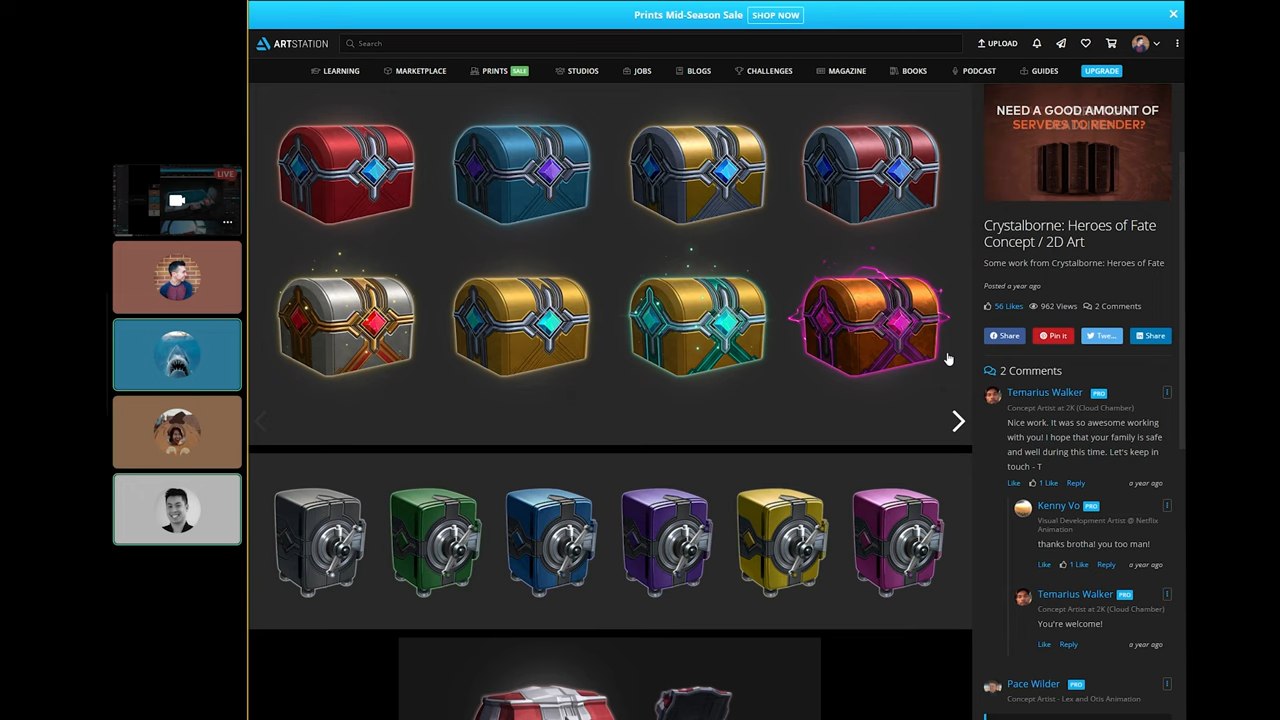 Prints Mid-Season Sale SHOP NOW
ARTSTATION Search UPLOAD
LEARNING MARKETPLACE PRINTS SALE STUDIOS JOBS BLOGS CHALLENGES MAGAZINE BOOKS PODCAST GUIDES UPGRADE
LIVE
NEED A GOOD AMOUNT OF
SERVERS TO RENDER?
Crystalborne: Heroes of Fate
Concept / 2D Art
Some work from Crystalborne: Heroes of Fate
Posted a year ago
56 Likes 962 Views 2 Comments
Share Pin it Twe... Share
2 Comments
Temarius Walker PRO
Concept Artist at 2K (Cloud Chamber)
Nice work. It was so awesome working
with you! I hope that your family is safe
and well during this time. Let's keep in
touch - T
Like 1 Like Reply a year ago
Kenny Vo PRO
Visual Development Artist @ Netflix
Animation
thanks brotha! you too man!
Like 1 Like Reply a year ago
Temarius Walker PRO
Concept Artist at 2K (Cloud Chamber)
You're welcome!
Like Reply a year ago
Pace Wilder PRO
Concept Artist - Lex and Otis Animation